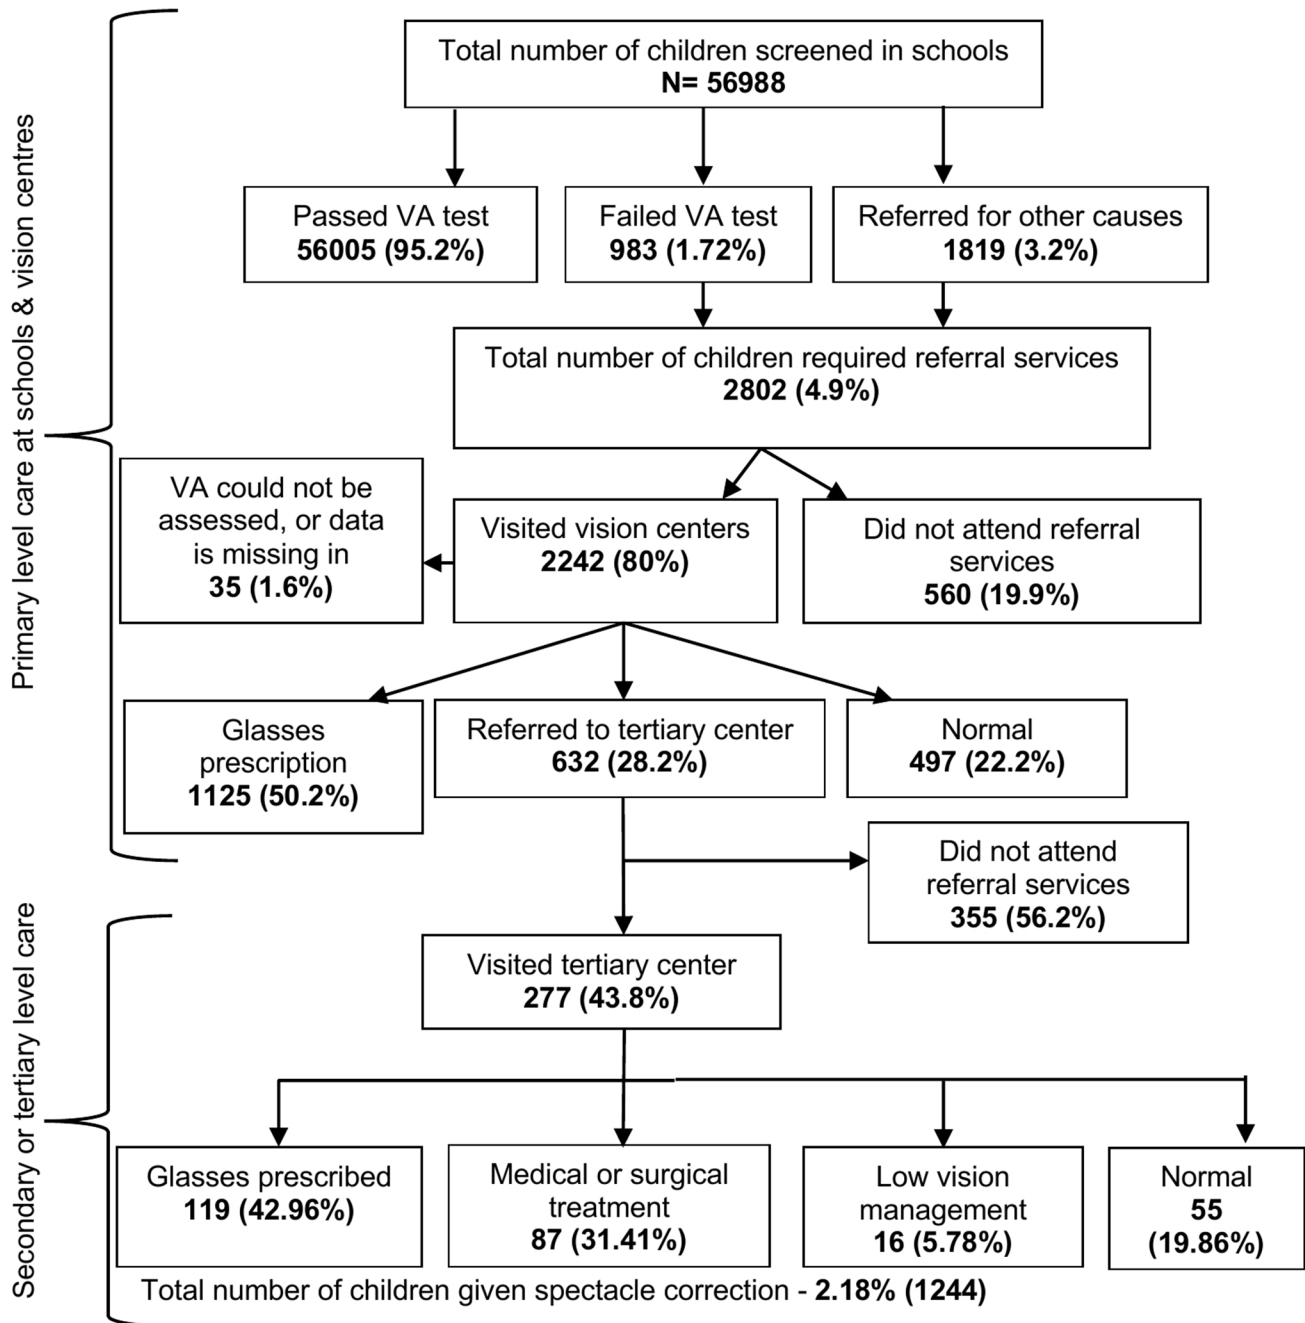 Primary level care at schools & vision centres
Total number of children screened in schools
N= 56988
Passed VA test
56005 (95.2%)
Failed VA test
983 (1.72%)
Referred for other causes
1819 (3.2%)
Total number of children required referral services
2802 (4.9%)
VA could not be
assessed, or data
is missing in
35 (1.6%)
Visited vision centers
2242 (80%)
Did not attend referral
services
560 (19.9%)
Glasses
prescription
1125 (50.2%)
Referred to tertiary center
632 (28.2%)
Normal
497 (22.2%)
Did not attend
referral services
355 (56.2%)
Secondary or tertiary level care
Visited tertiary center
277 (43.8%)
Glasses prescribed
119 (42.96%)
Medical or surgical
treatment
87 (31.41%)
Low vision
management
16 (5.78%)
Normal
55
(19.86%)
Total number of children given spectacle correction - 2.18% (1244)